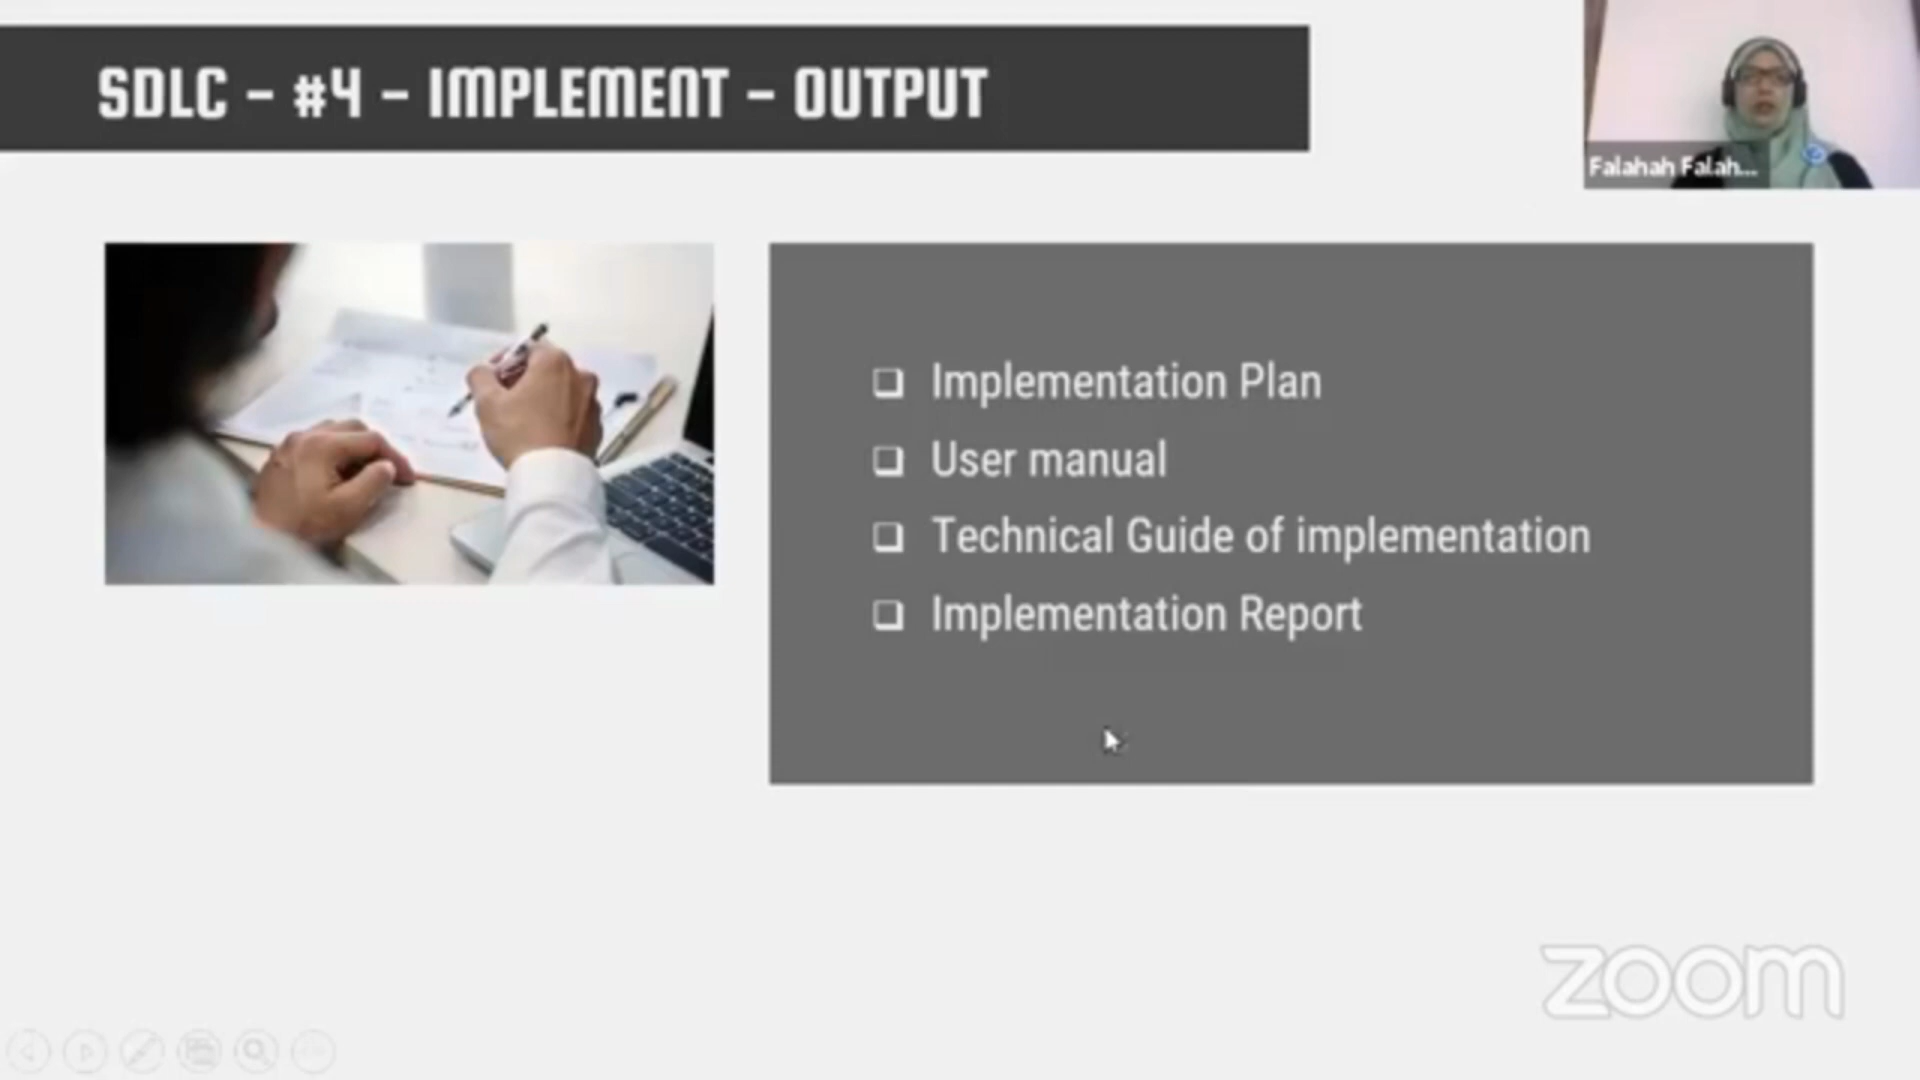 SDLC – #4 – IMPLEMENT – OUTPUT
Falahah Falah...
❑ Implementation Plan
❑ User manual
❑ Technical Guide of implementation
❑ Implementation Report
zoom